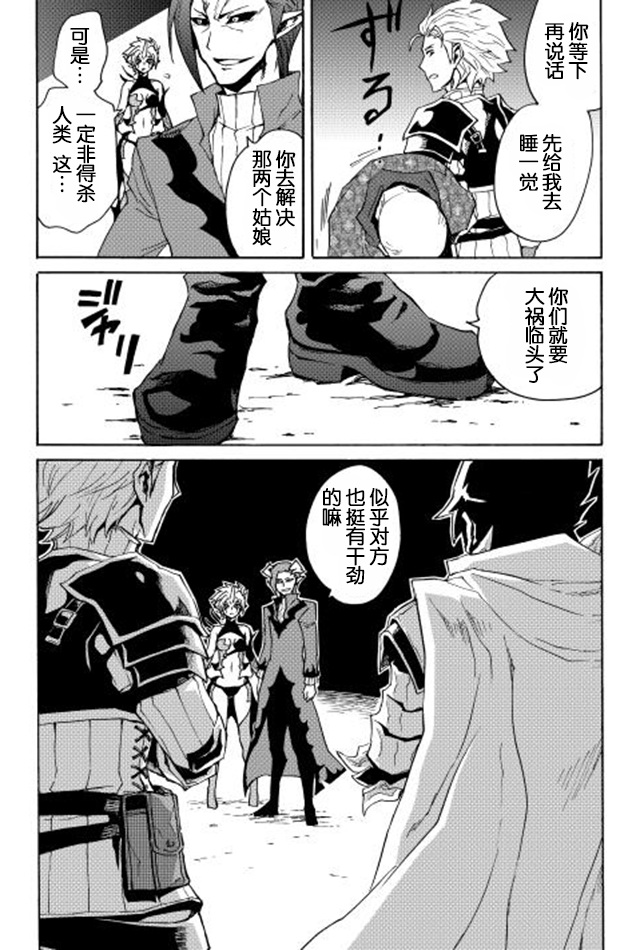 你等下
再说话
先给我去
睡一觉
ずる!
你去解决
那两个姑娘
可是…
一定非得杀
人类 这…
你们就要
大祸临头了
ジャッ
似乎对方
也挺有干劲
的嘛